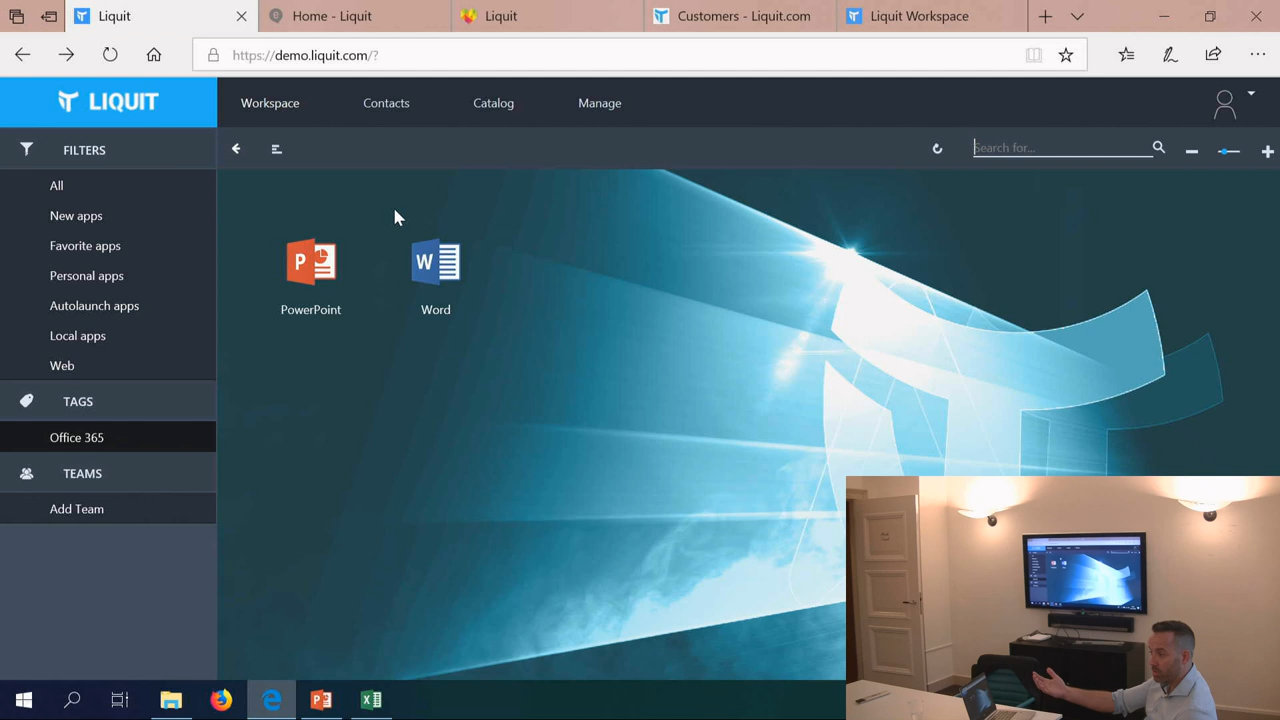 Liquit
Home - Liquit
Liquit
Customers - Liquit.com
Liquit Workspace
https://demo.liquit.com/?
LIQUIT
Workspace
Contacts
Catalog
Manage
FILTERS
Search for...
All
New apps
Favorite apps
Personal apps
Autolaunch apps
Local apps
Web
TAGS
Office 365
TEAMS
Add Team
P
PowerPoint
W
Word